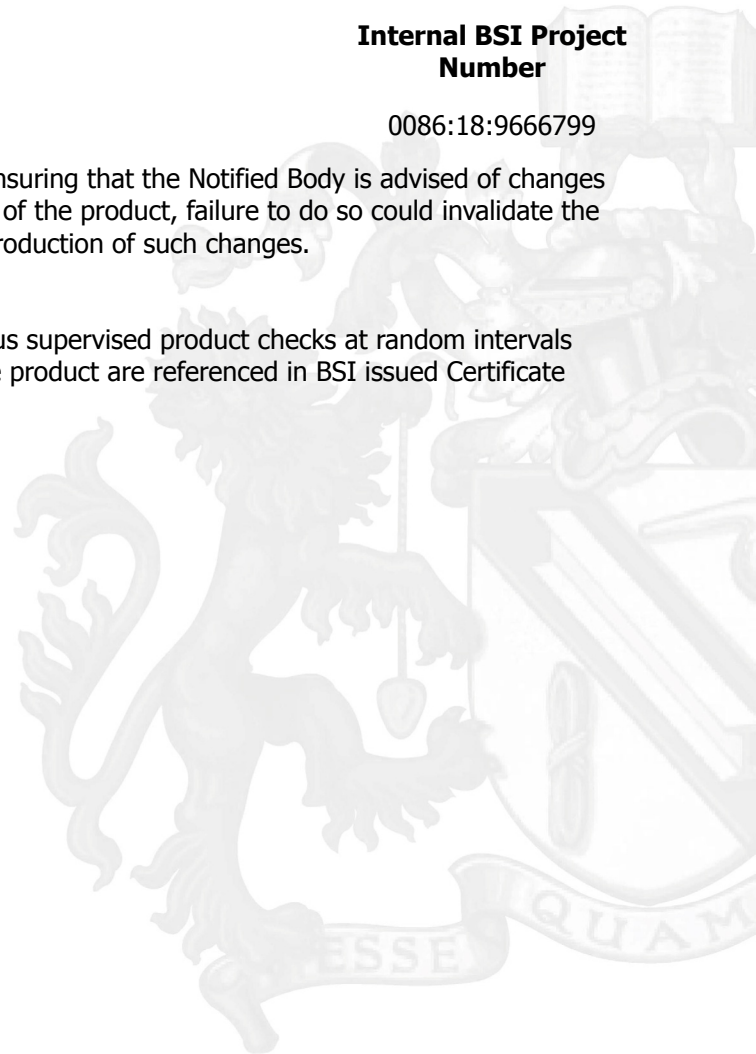 Internal BSI Project
Number
0086:18:9666799
nsuring that the Notified Body is advised of changes
of the product, failure to do so could invalidate the
roduction of such changes.
us supervised product checks at random intervals
product are referenced in BSI issued Certificate
ESSE
QUAM